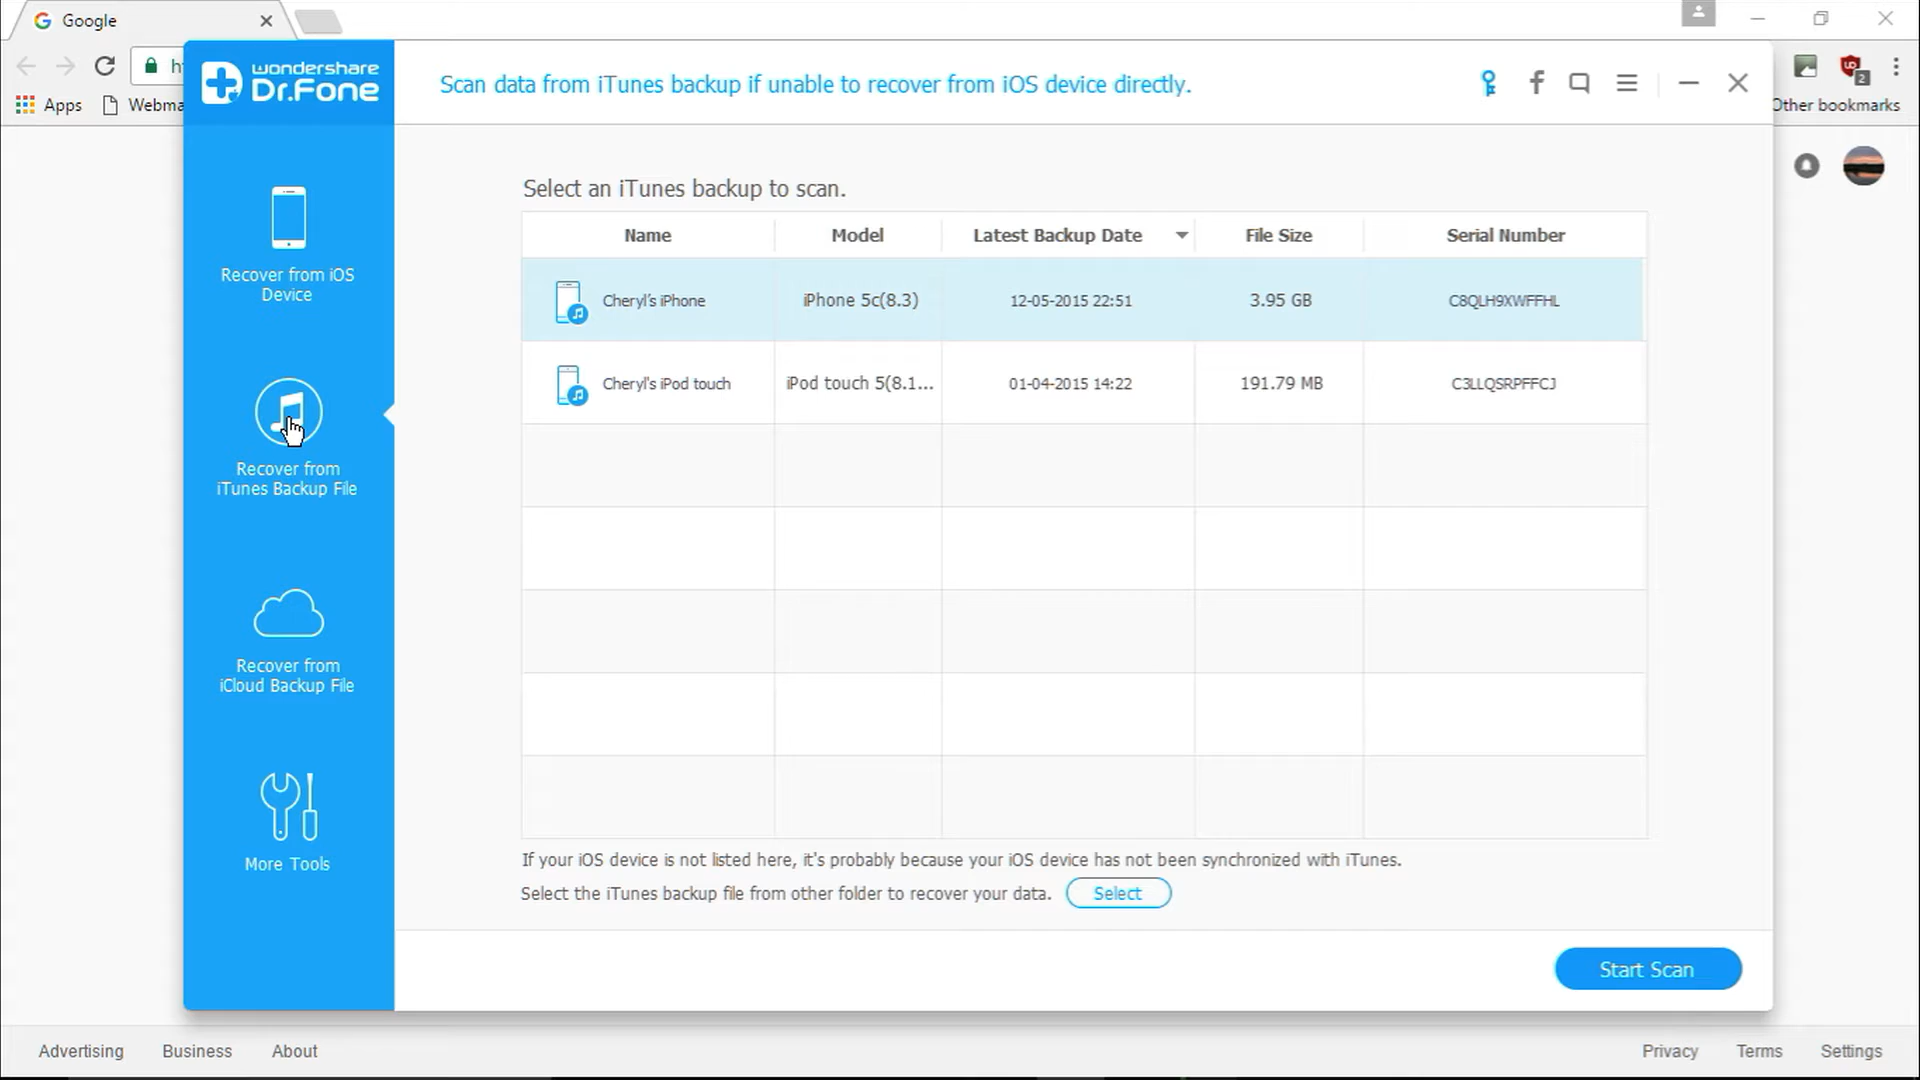 Google
Apps
Webma
Other bookmarks
wondershare
Dr.Fone
Scan data from iTunes backup if unable to recover from iOS device directly.
Recover from iOS
Device
Recover from
iTunes Backup File
Recover from
iCloud Backup File
More Tools
Select an iTunes backup to scan.
Name Model Latest Backup Date File Size Serial Number
Cheryl's iPhone iPhone 5c(8.3) 12-05-2015 22:51 3.95 GB C8QLH9XWFFHL
Cheryl's iPod touch iPod touch 5(8.1... 01-04-2015 14:22 191.79 MB C3LLQSRPFFCJ
If your iOS device is not listed here, it's probably because your iOS device has not been synchronized with iTunes.
Select the iTunes backup file from other folder to recover your data. Select
Start Scan
Advertising Business About Privacy Terms Settings